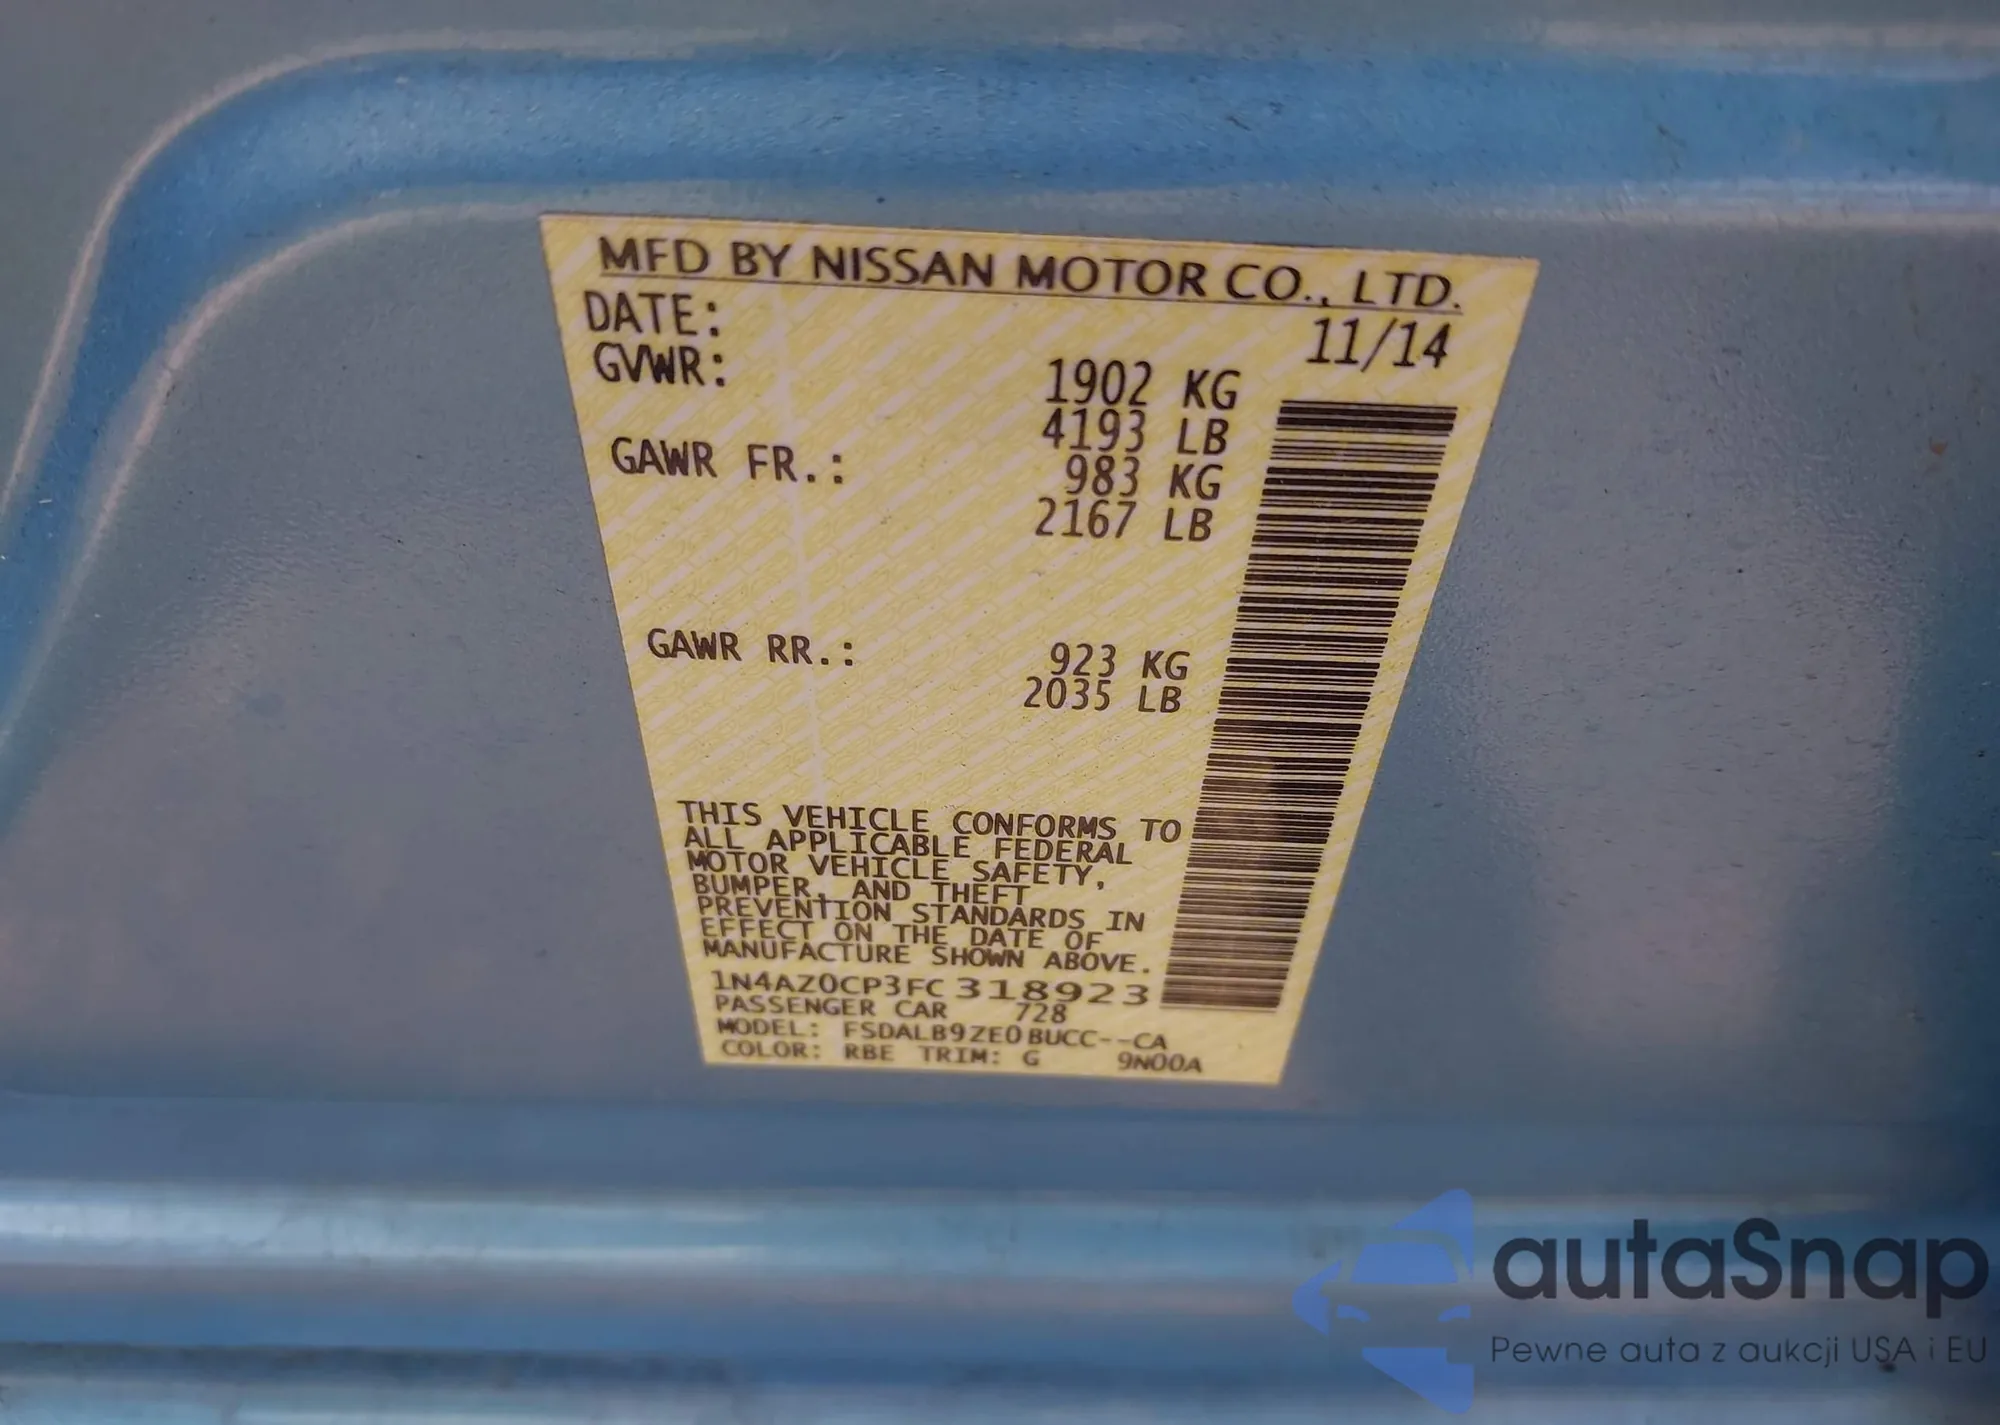 MFD BY NISSAN MOTOR CO., LTD.
DATE: 11/14
GVWR: 1902 KG
4193 LB
GAWR FR.: 983 KG
2167 LB
GAWR RR.: 923 KG
2035 LB
THIS VEHICLE CONFORMS TO
ALL APPLICABLE FEDERAL
MOTOR VEHICLE SAFETY,
BUMPER, AND THEFT
PREVENTION STANDARDS IN
EFFECT ON THE DATE OF
MANUFACTURE SHOWN ABOVE.
1N4AZ0CP3FC318923
PASSENGER CAR 728
MODEL: FSDALB9ZE0BUCC--CA
COLOR: RBE TRIM: G 9N00A
autaSnap
Pewne auta z aukcji USA i EU